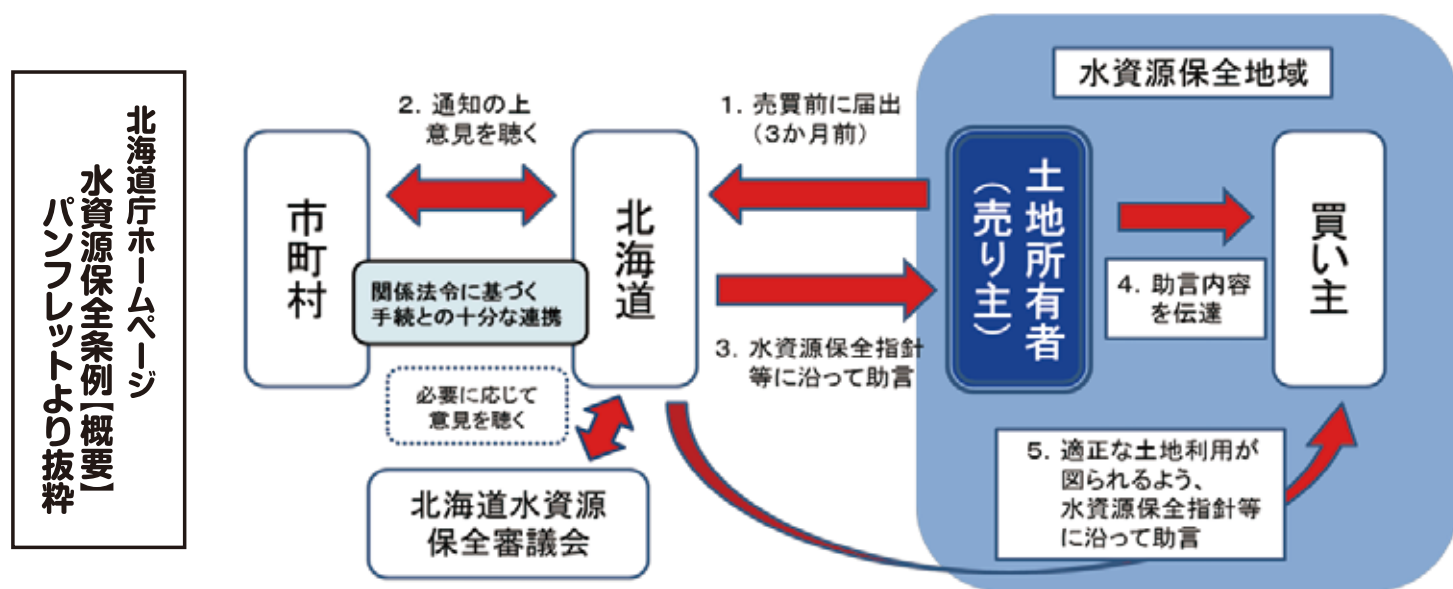 北海道庁ホームページ
水資源保全条例【概要】
パンフレットより抜粋
水資源保全地域
2. 通知の上
意見を聴く
1. 売買前に届出
(3か月前)
市町村
北海道
土地所有者
(売り主)
買い主
関係法令に基づく
手続との十分な連携
4. 助言内容
を伝達
3. 水資源保全指針
等に沿って助言
必要に応じて
意見を聴く
北海道水資源
保全審議会
5. 適正な土地利用が
図られるよう、
水資源保全指針等
に沿って助言